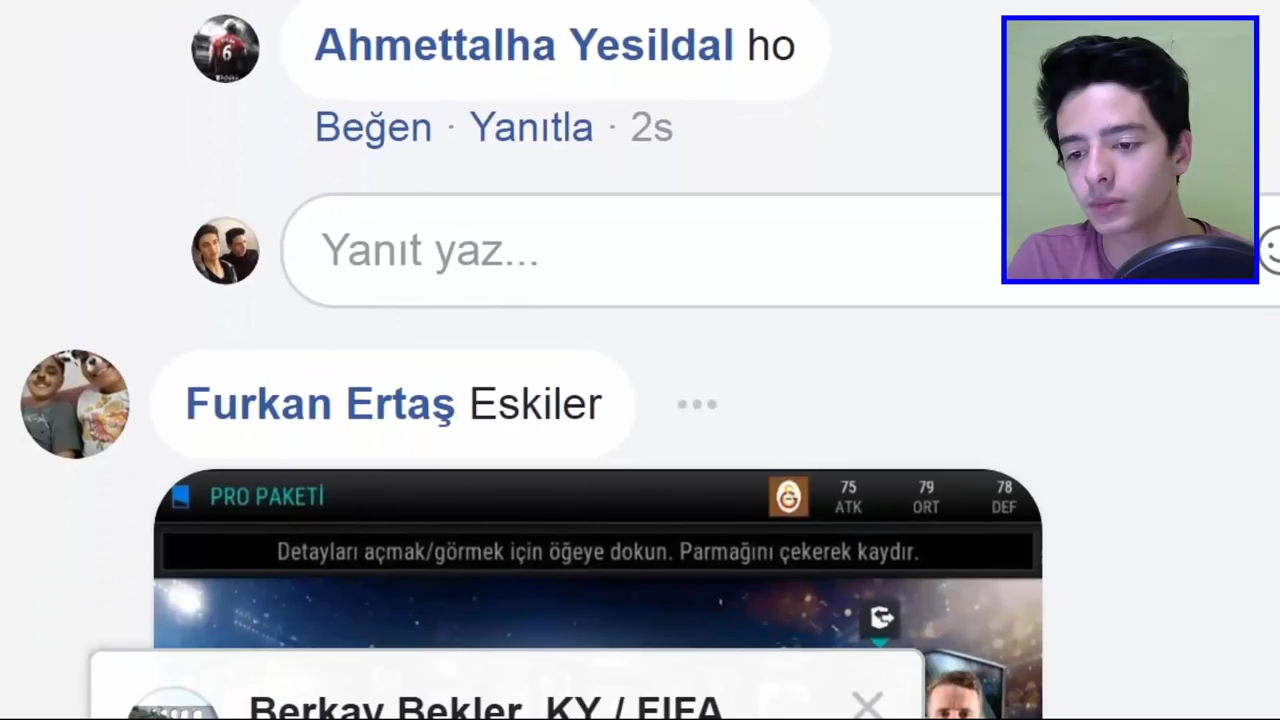 Ahmettalha Yesildal ho
Beğen · Yanıtla · 2s
Yanıt yaz...
Furkan Ertaş Eskiler
PRO PAKETİ
75 79 78
ATK ORT DEF
Detayları açmak/görmek için öğeye dokun. Parmağını çekerek kaydır.
Berkay Bekler, KY / FIFA
6